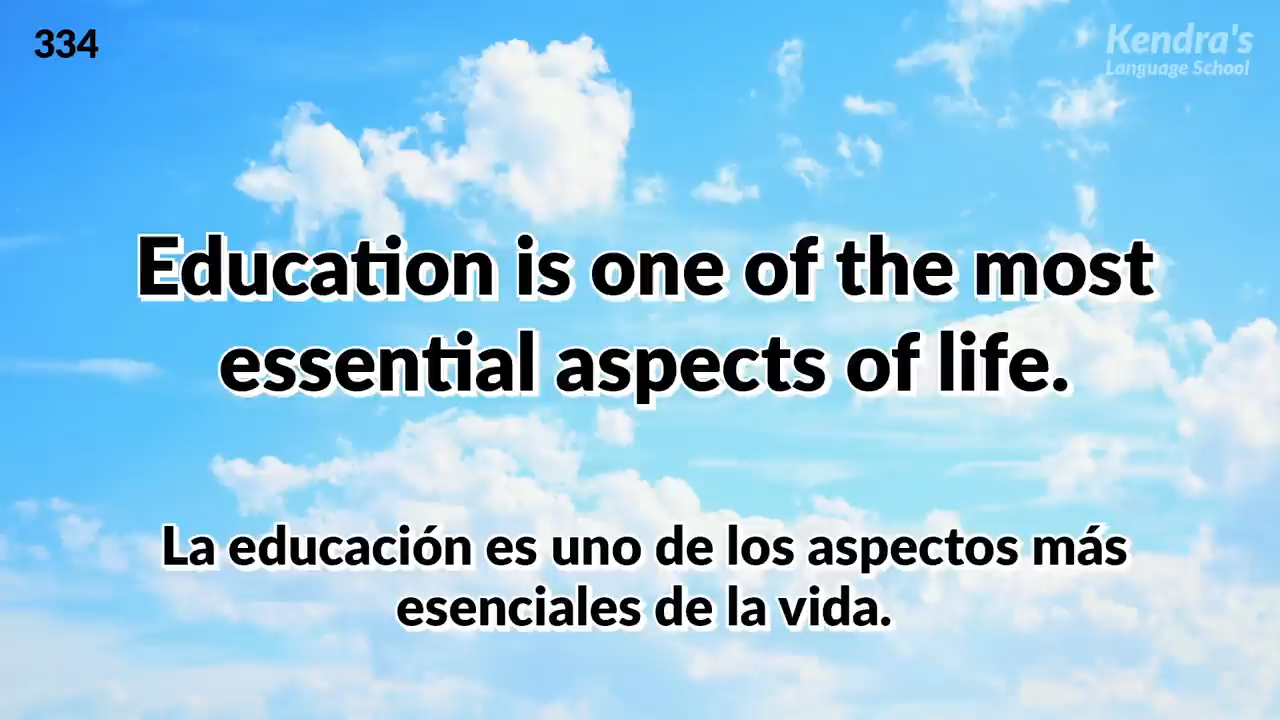 334
Kendra's
Language School
Education is one of the most
essential aspects of life.
La educación es uno de los aspectos más
esenciales de la vida.